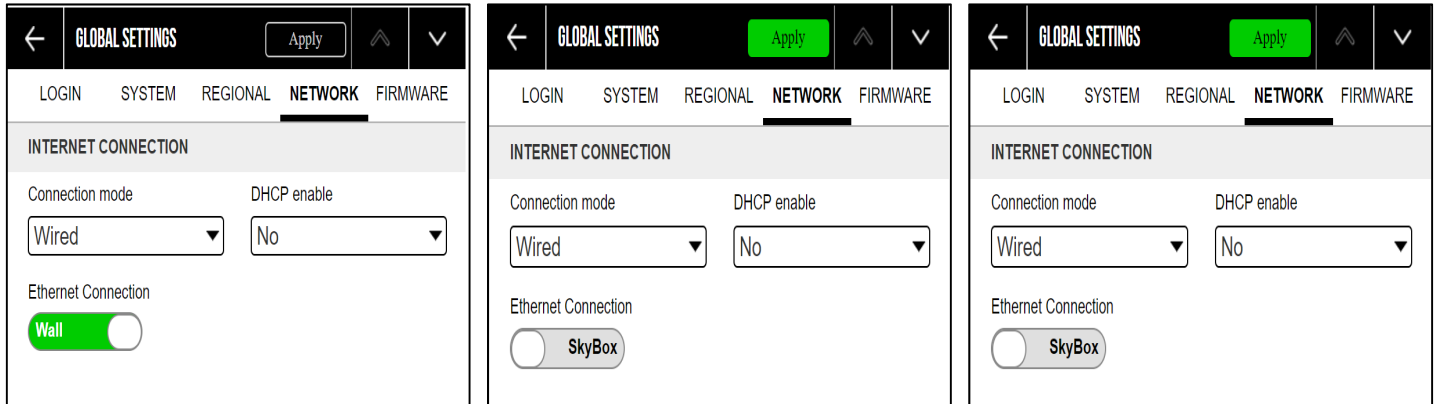 GLOBAL SETTINGS Apply
LOGIN SYSTEM REGIONAL NETWORK FIRMWARE
INTERNET CONNECTION
Connection mode DHCP enable
Wired No
Ethernet Connection
Wall
GLOBAL SETTINGS Apply
LOGIN SYSTEM REGIONAL NETWORK FIRMWARE
INTERNET CONNECTION
Connection mode DHCP enable
Wired No
Ethernet Connection
SkyBox
GLOBAL SETTINGS Apply
LOGIN SYSTEM REGIONAL NETWORK FIRMWARE
INTERNET CONNECTION
Connection mode DHCP enable
Wired No
Ethernet Connection
SkyBox